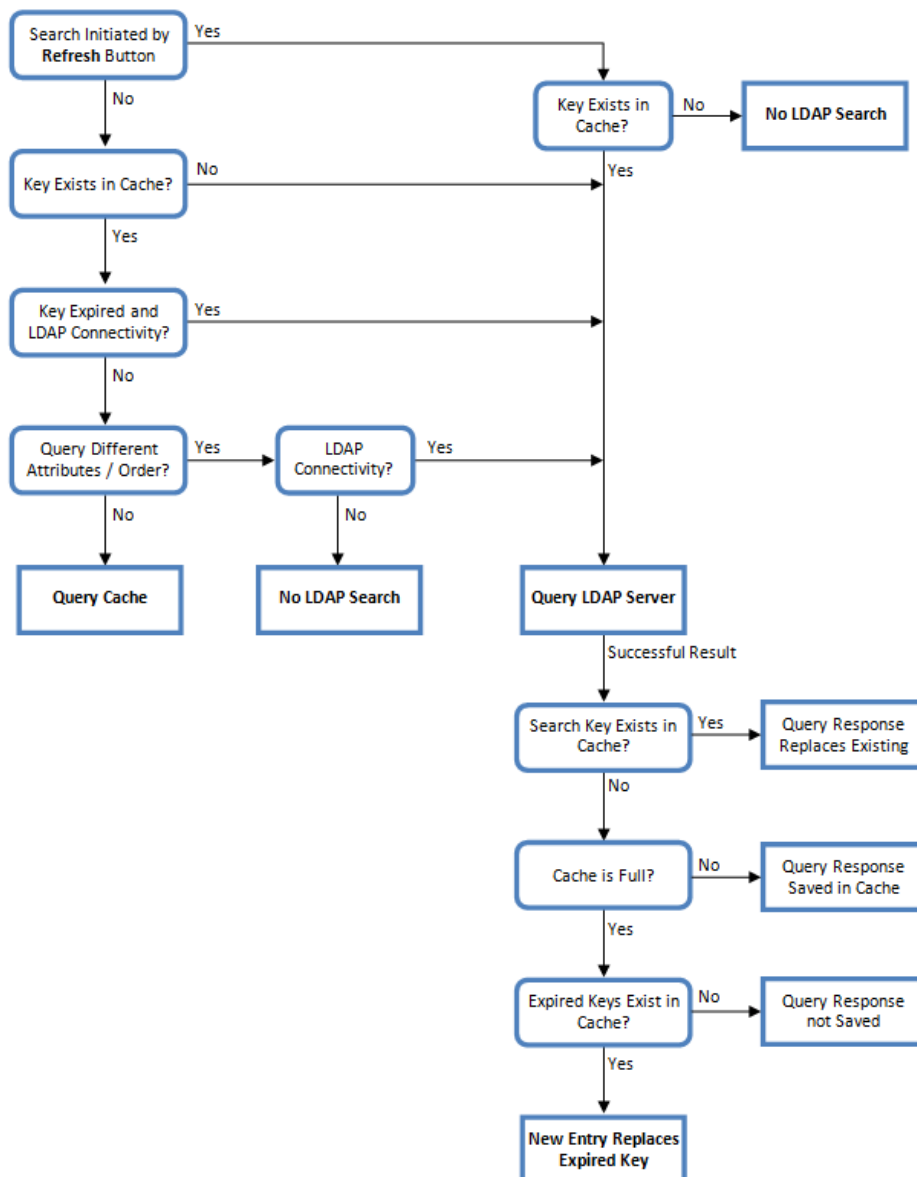 Search Initiated by
Refresh Button
Yes
No
Key Exists in
Cache?
No
No LDAP Search
Yes
Key Exists in Cache?
No
Yes
Key Expired and
LDAP Connectivity?
Yes
No
Query Different
Attributes / Order?
Yes
LDAP
Connectivity?
Yes
No
No
Query Cache
No LDAP Search
Query LDAP Server
Successful Result
Search Key Exists in
Cache?
Yes
Query Response
Replaces Existing
No
Cache is Full?
No
Query Response
Saved in Cache
Yes
Expired Keys Exist in
Cache?
No
Query Response
not Saved
Yes
New Entry Replaces
Expired Key